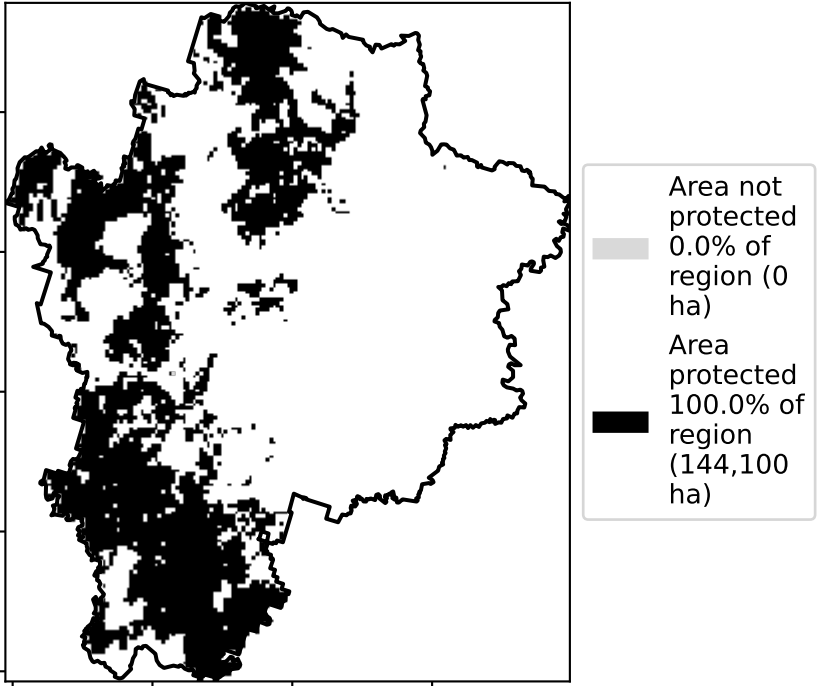 Area not
protected
0.0% of
region (0
ha)
Area
protected
100.0% of
region
(144,100
ha)